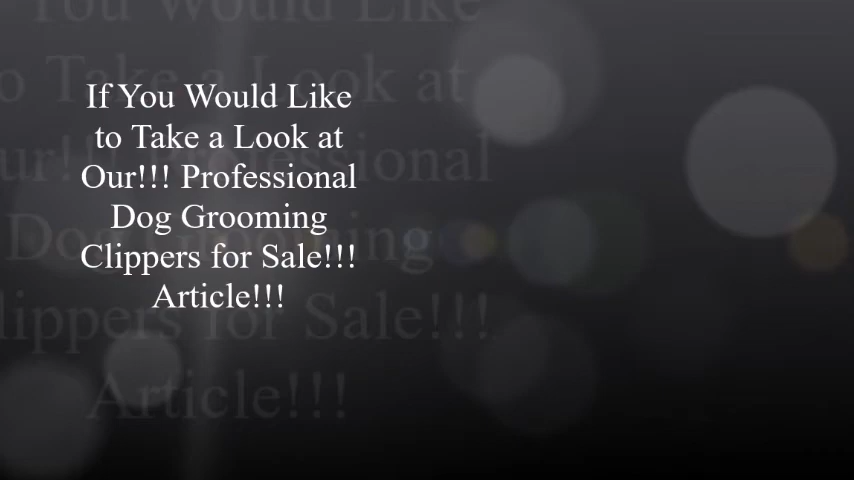 If You Would Like
to Take a Look at
Our!!! Professional
Dog Grooming
Clippers for Sale!!!
Article!!!